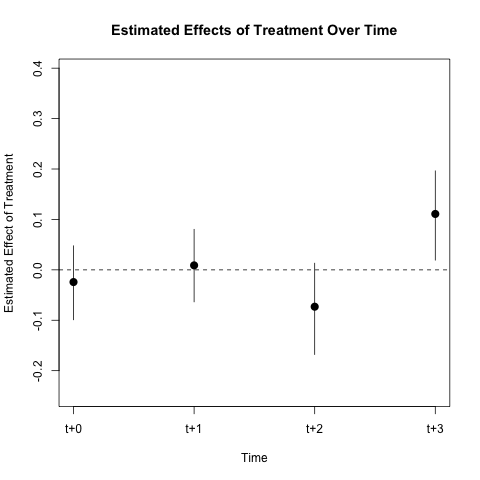 Estimated Effects of Treatment Over Time
Estimated Effect of Treatment
0.4
0.3
0.2
0.1
0.0
-0.1
-0.2
t+0
t+1
t+2
t+3
Time